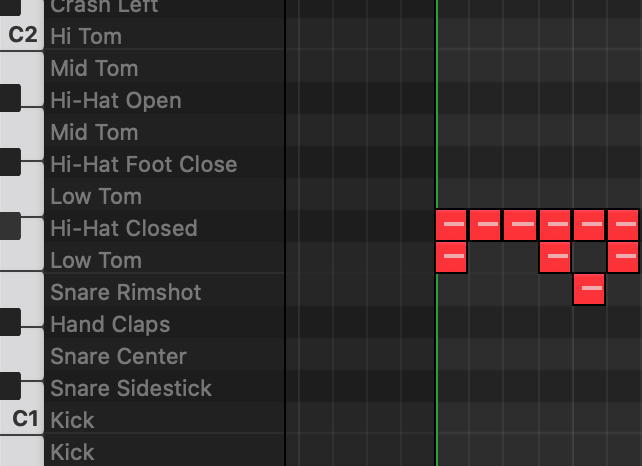 Crash Left
C2 Hi Tom
Mid Tom
Hi-Hat Open
Mid Tom
Hi-Hat Foot Close
Low Tom
Hi-Hat Closed
Low Tom
Snare Rimshot
Hand Claps
Snare Center
Snare Sidestick
C1 Kick
Kick